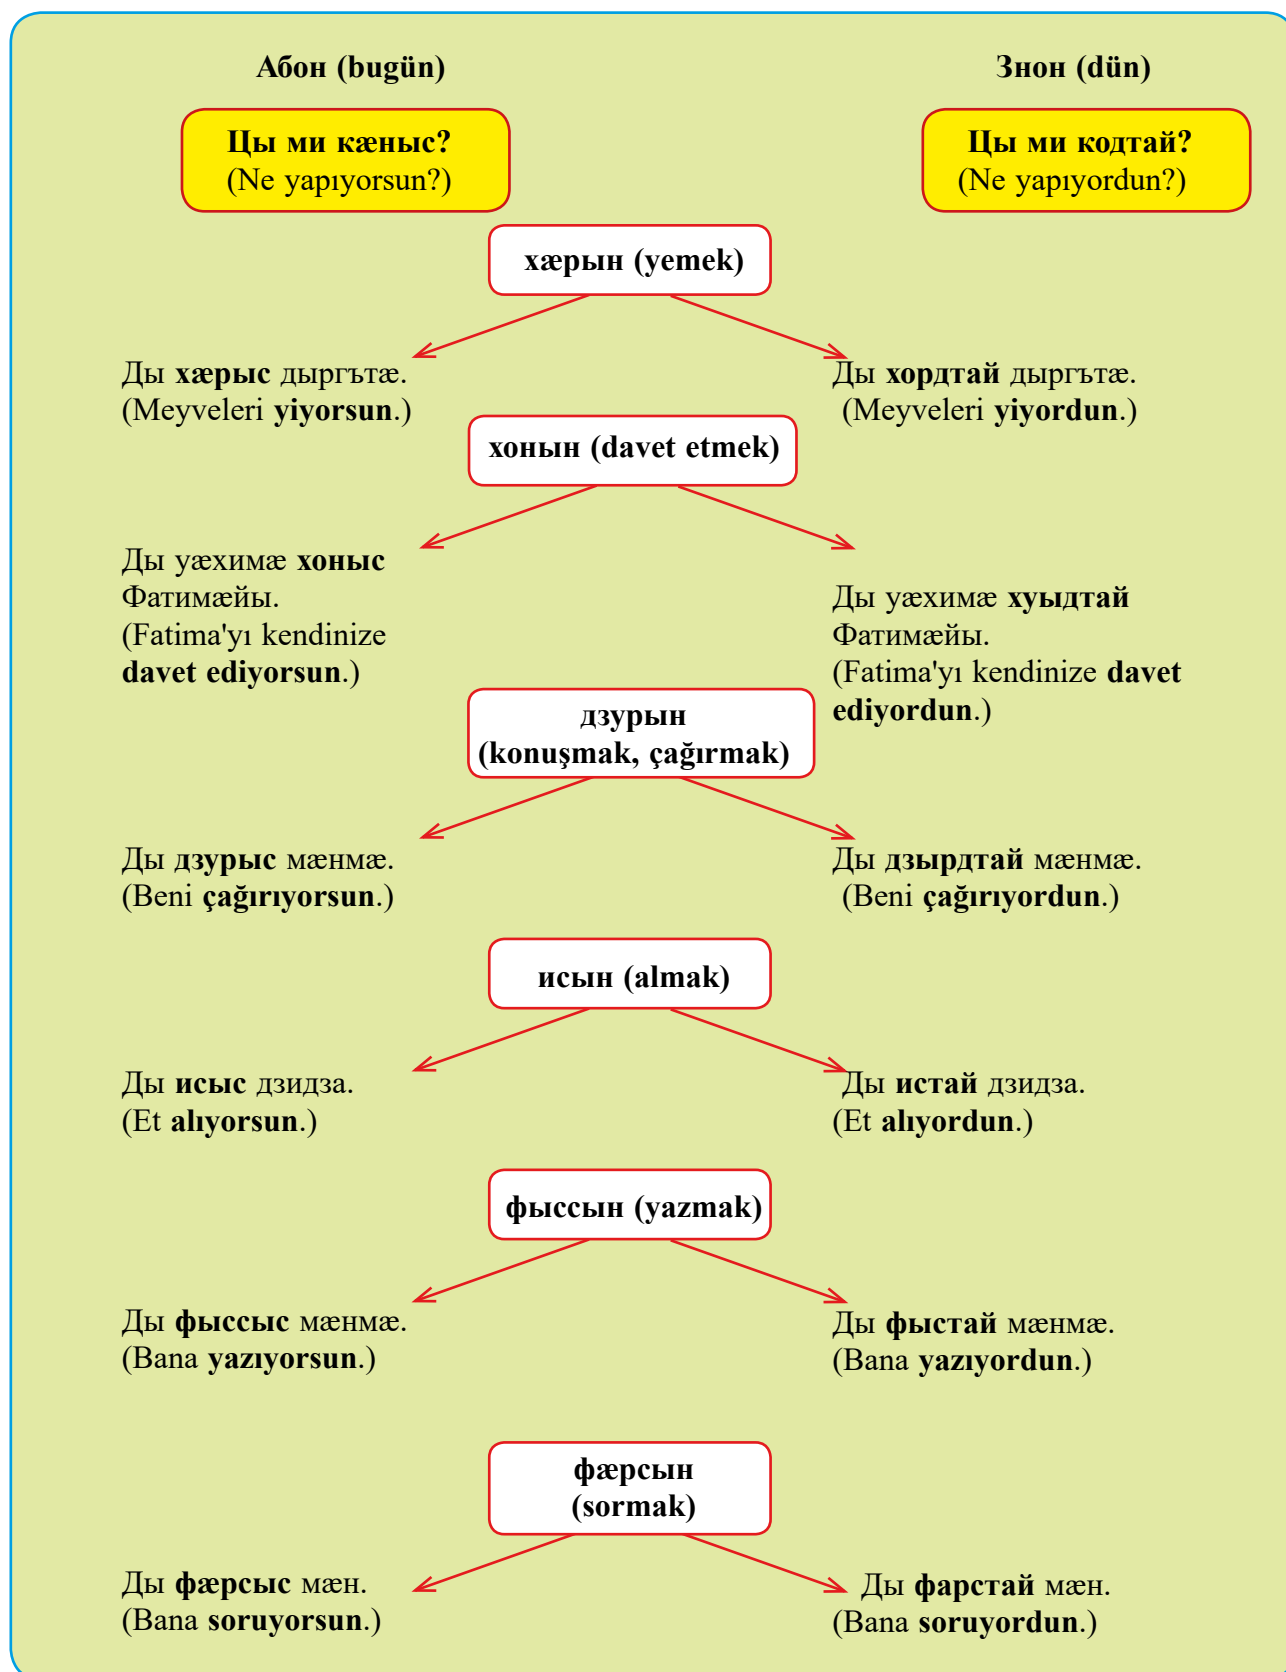 Абон (bugün)
Знон (dün)
Цы ми кæныс?
(Ne yapıyorsun?)
Цы ми кодтай?
(Ne yapıyordun?)
хæрын (yemek)
Ды хæрыс дыргътæ.
(Meyveleri yiyorsun.)
Ды хордтай дыргътæ.
(Meyveleri yiyordun.)
хонын (davet etmek)
Ды уæхимæ хоныс
Фатимæйы.
(Fatima'yı kendinize
davet ediyorsun.)
Ды уæхимæ хуыдтай
Фатимæйы.
(Fatima'yı kendinize davet
ediyordun.)
дзурын
(konuşmak, çağırmak)
Ды дзурыс мæнмæ.
(Beni çağırıyorsun.)
Ды дзырдтай мæнмæ.
(Beni çağırıyordun.)
исын (almak)
Ды исыс дзидза.
(Et alıyorsun.)
Ды истай дзидза.
(Et alıyordun.)
фыссын (yazmak)
Ды фыссыс мæнмæ.
(Bana yazıyorsun.)
Ды фыстай мæнмæ.
(Bana yazıyordun.)
фæрсын
(sormak)
Ды фæрсыс мæн.
(Bana soruyorsun.)
Ды фарстай мæн.
(Bana soruyordun.)